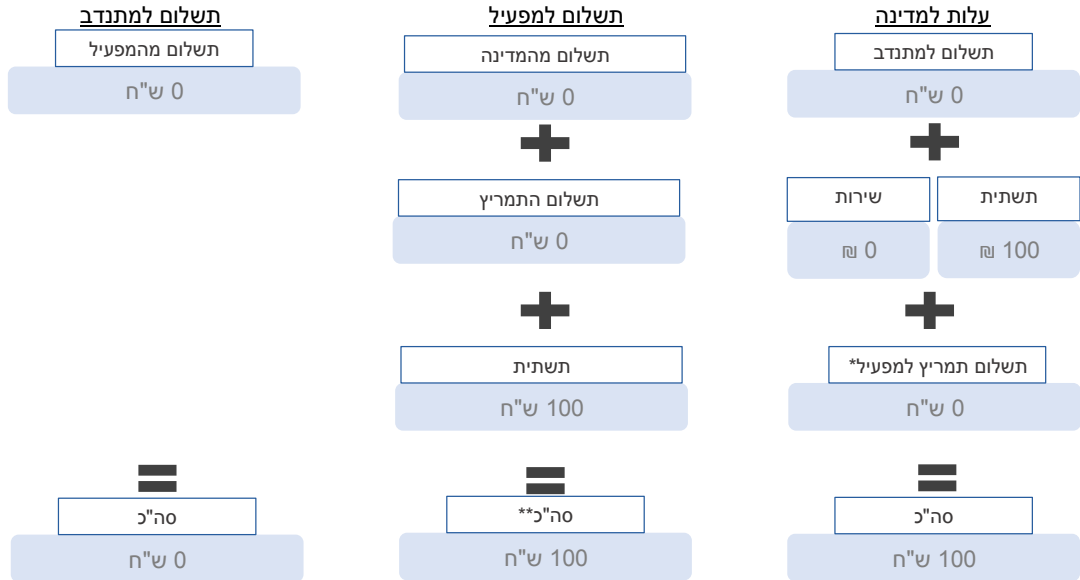 עלות למדינה
תשלום למתנדב
0 ש"ח
+
תשתית
100 ₪
שירות
0 ₪
+
תשלום תמריץ למפעיל*
0 ש"ח
=
סה"כ
100 ש"ח
תשלום למפעיל
תשלום מהמדינה
0 ש"ח
+
תשלום התמריץ
0 ש"ח
+
תשתית
100 ש"ח
=
סה"כ**
100 ש"ח
תשלום למתנדב
תשלום מהמפעיל
0 ש"ח
=
סה"כ
0 ש"ח